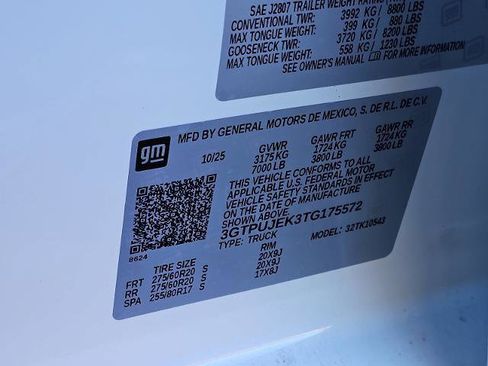 SAE J2807 TRAILER WEIGHT RATING
CONVENTIONAL TWR: 3992 KG/ 8800 LBS
MAX TONGUE WEIGHT: 399 KG/ 880 LBS
GOOSENECK TWR: 3720 KG/ 8200 LBS
MAX TONGUE WEIGHT: 558 KG/ 1230 LBS
SEE OWNER'S MANUAL FOR MORE INFORMATION
gm
MFD BY GENERAL MOTORS DE MEXICO, S. DE R.L. DE C.V.
10/25 GVWR GAWR FRT GAWR RR
3175 KG 1724 KG 1724 KG
7000 LB 3800 LB 3800 LB
THIS VEHICLE CONFORMS TO ALL
APPLICABLE U.S. FEDERAL MOTOR
VEHICLE SAFETY STANDARDS
IN EFFECT ON THE DATE OF MANUFACTURE
SHOWN ABOVE.
3GTPUJEK3TG175572
TYPE: TRUCK MODEL: 32TK10543
8624
TIRE SIZE RIM
FRT 275/60R20 S 20X9J
RR 275/60R20 S 20X9J
SPA 255/80R17 S 17X8J